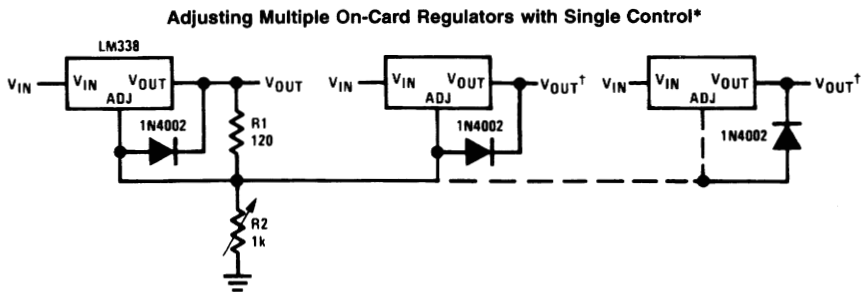 Adjusting Multiple On-Card Regulators with Single Control*
LM338
VIN VIN VOUT VOUT
ADJ
1N4002
R1
120
R2
1k
VIN VIN VOUT VOUT†
ADJ
1N4002
VIN VIN VOUT VOUT†
ADJ
1N4002